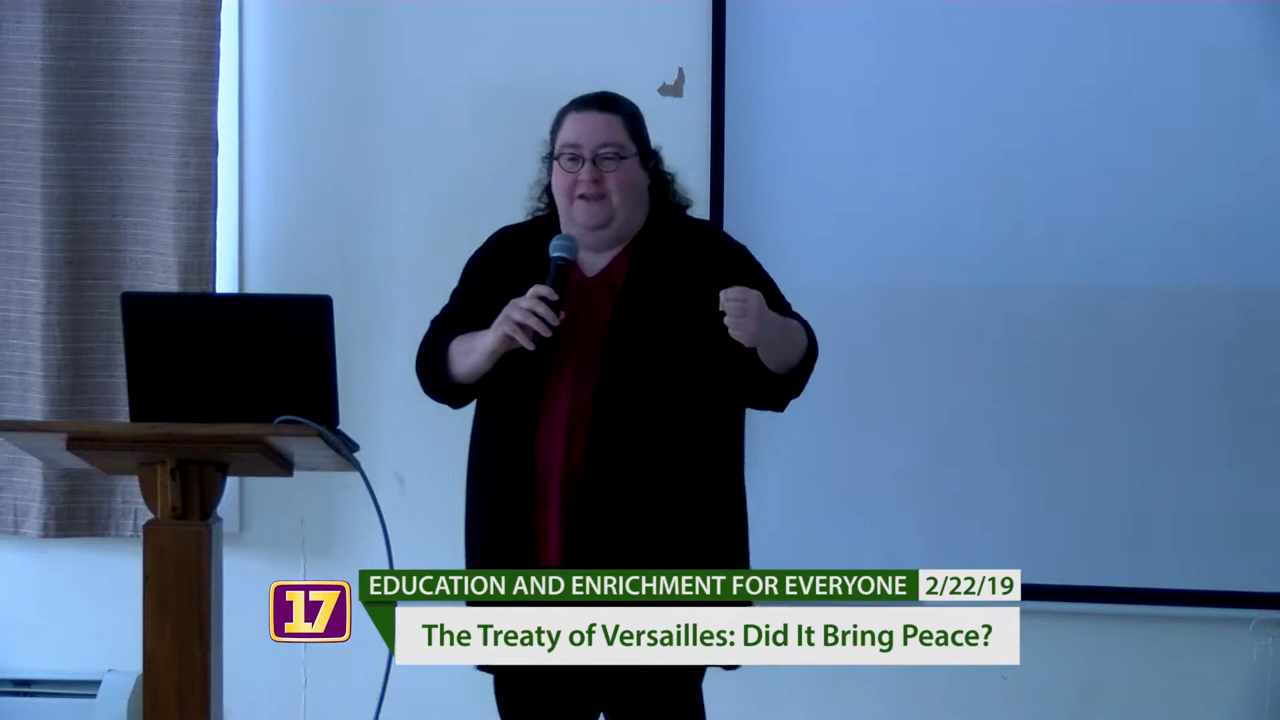 17
EDUCATION AND ENRICHMENT FOR EVERYONE 2/22/19
The Treaty of Versailles: Did It Bring Peace?